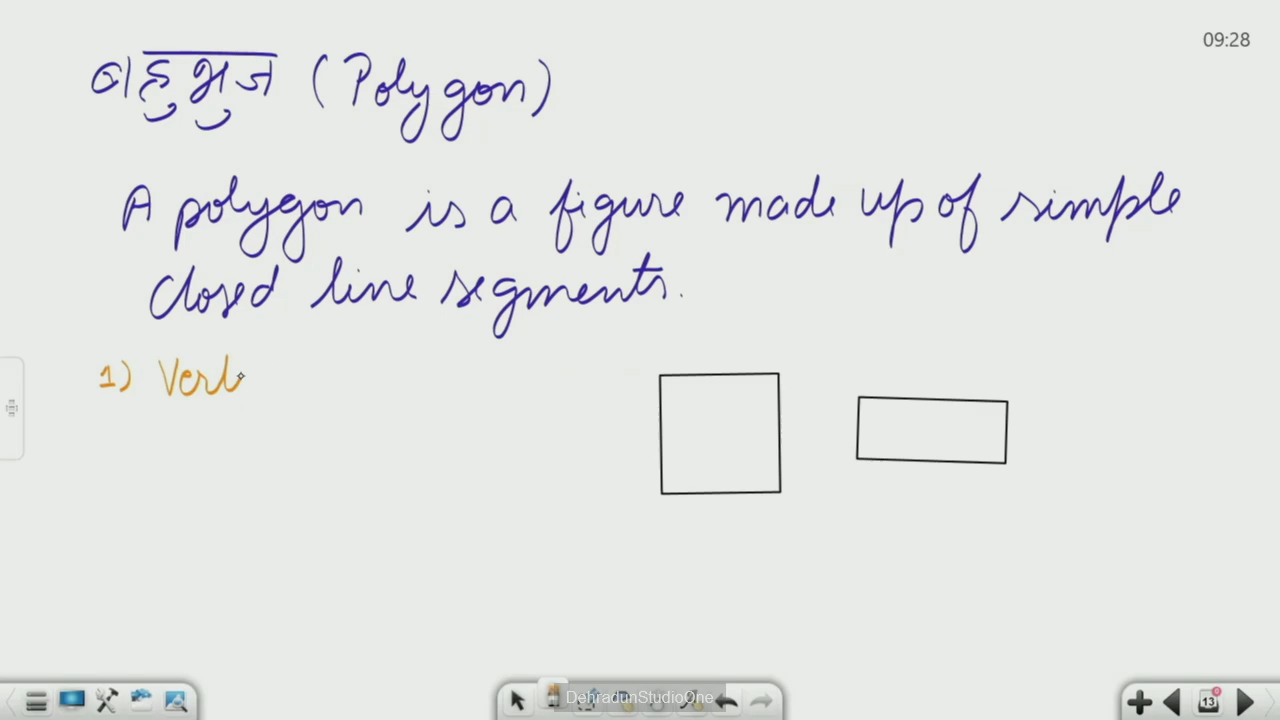 09:28
बहुभुज (Polygon)
A polygon is a figure made up of simple
closed line segments.
1) Vert
DehradunStudioOne
13